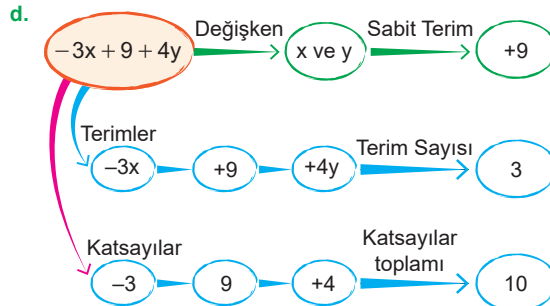 d.
Değişken
Sabit Terim
−3x + 9 + 4y
x ve y
+9
Terimler
Terim Sayısı
–3x
+9
+4y
3
Katsayılar
Katsayılar
toplamı
–3
9
+4
10